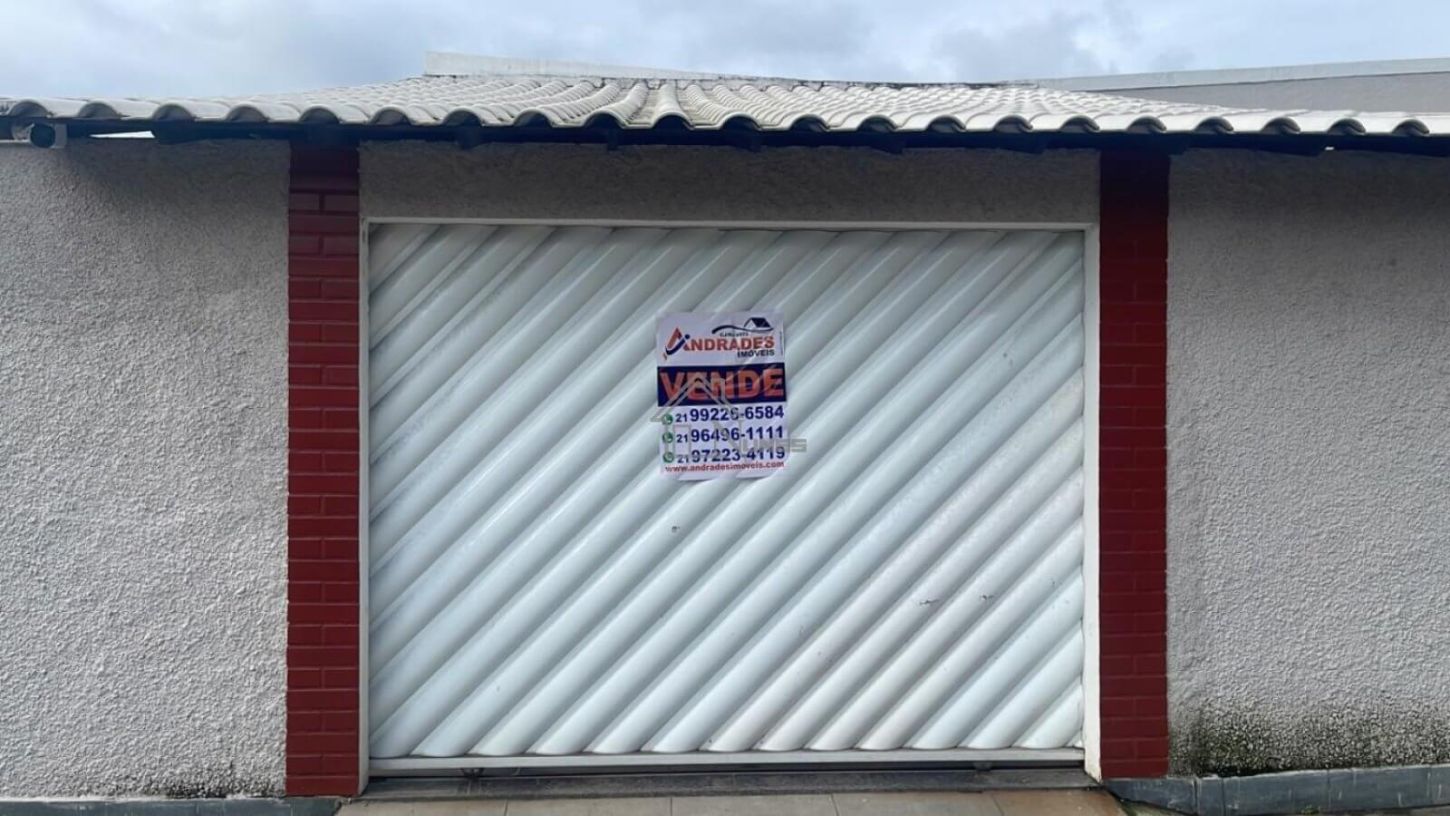 ANDRADES
IMÓVEIS
VENDE
21 99226-6584
21 96496-1111
21 97223-4119
www.andradesimoveis.com